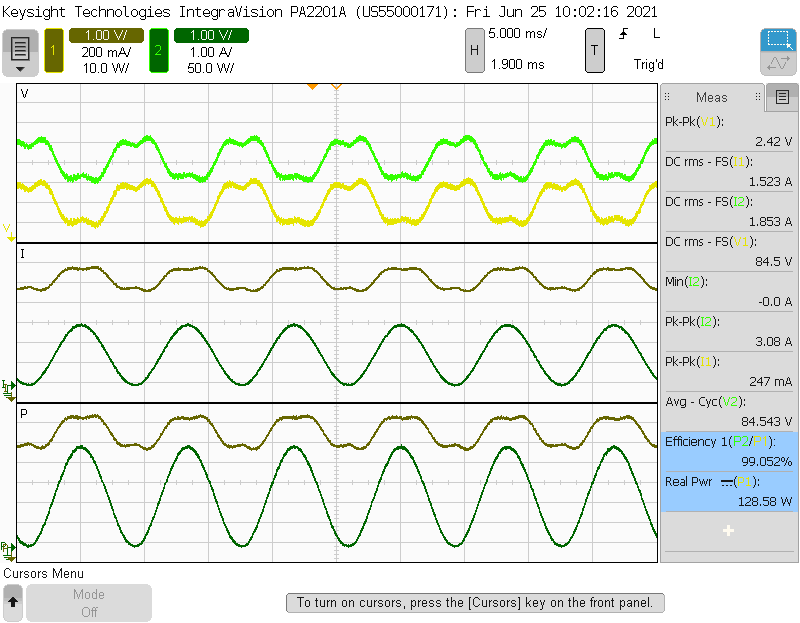 Keysight Technologies IntegraVision PA2201A (US55000171): Fri Jun 25 10:02:16 2021
1
1.00 V/
200 mA/
10.0 W/
2
1.00 V/
1.00 A/
50.0 W/
H
5.000 ms/
1.900 ms
T
L
Trig'd
V
I
P
Meas
Pk-Pk(V1):
2.42 V
DC rms - FS(I1):
1.523 A
DC rms - FS(I2):
1.853 A
DC rms - FS(V1):
84.5 V
Min(I2):
-0.0 A
Pk-Pk(I2):
3.08 A
Pk-Pk(I1):
247 mA
Avg - Cyc(V2):
84.543 V
Efficiency 1(P2/P ):
99.052%
Real Pwr (V1):
128.58 W
Cursors Menu
Mode
Off
To turn on cursors, press the [Cursors] key on the front panel.